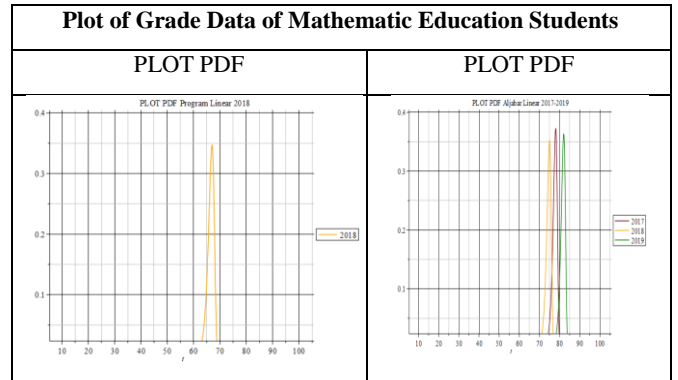 Plot of Grade Data of Mathematic Education Students
PLOT PDF
PLOT PDF
PLOT PDF Program Linear 2018
0.4
0.3
0.2
0.1
10 20 30 40 50 60 70 80 90 100
t
2018
PLOT PDF Aljabar Linear 2017-2019
0.4
0.3
0.2
0.1
10 20 30 40 50 60 70 80 90 100
t
2017
2018
2019